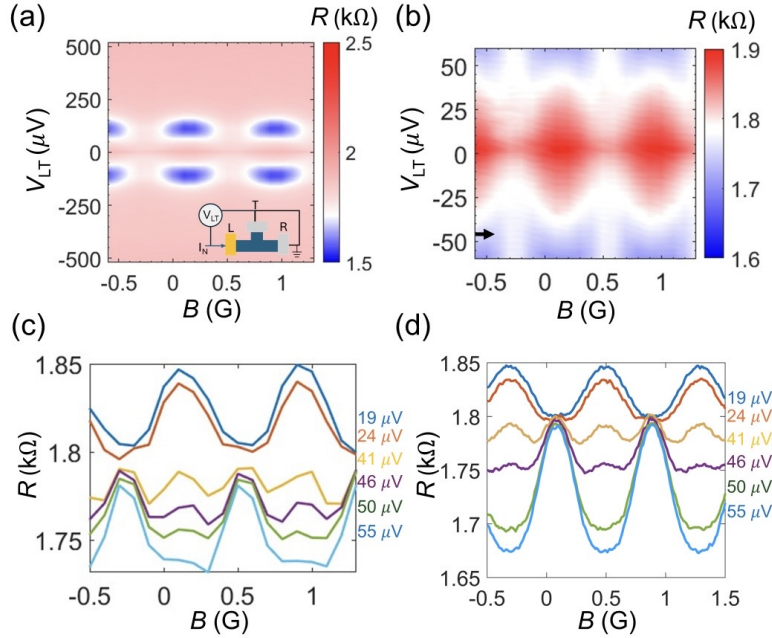 (a)
R (kΩ)
500
250
0
-250
-500
V_LT (µV)
-0.5 0 0.5 1
B (G)
2.5
2
1.5
V_LT
T
L
R
I_N
(b)
R (kΩ)
50
0
-50
V_LT (µV)
-0.5 0 0.5 1
B (G)
1.9
1.8
1.7
1.6
(c)
1.85
1.8
1.75
R (kΩ)
-0.5 0 0.5 1
B (G)
19 µV
24 µV
41 µV
46 µV
50 µV
55 µV
(d)
1.85
1.8
1.75
1.7
1.65
R (kΩ)
-0.5 0 0.5 1 1.5
B (G)
19 µV
24 µV
41 µV
46 µV
50 µV
55 µV